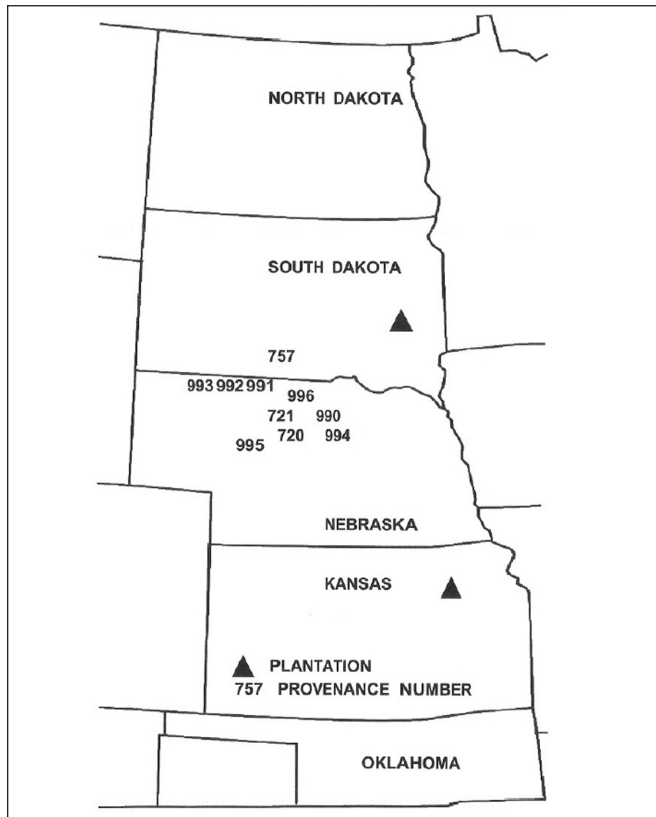 NORTH DAKOTA
SOUTH DAKOTA
757
993 992 991
996
721 990
720 994
995
NEBRASKA
KANSAS
PLANTATION
757 PROVENANCE NUMBER
OKLAHOMA